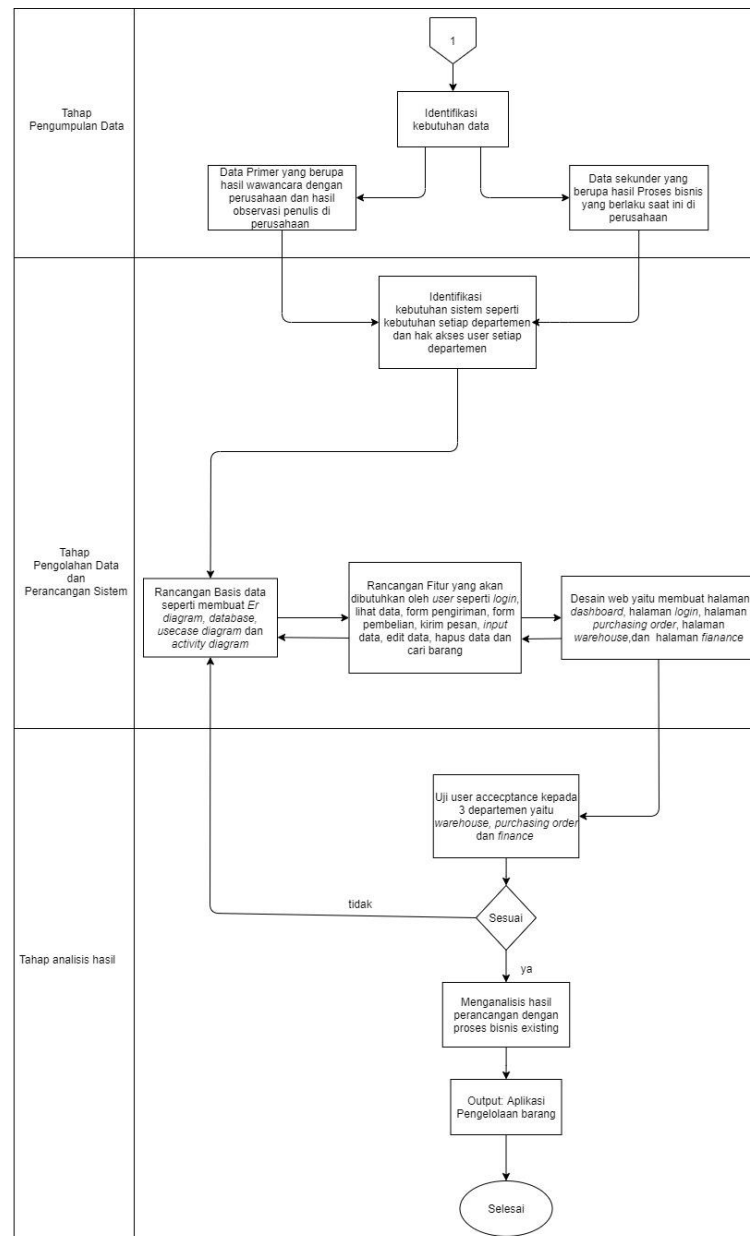 1
Tahap
Pengumpulan Data
Identifikasi
kebutuhan data
Data Primer yang berupa
hasil wawancara dengan
perusahaan dan hasil
observasi penulis di
perusahaan
Data sekunder yang
berupa hasil Proses bisnis
yang berlaku saat ini di
perusahaan
Identifikasi
kebutuhan sistem seperti
kebutuhan setiap departemen
dan hak akses user setiap
departemen
Tahap
Pengolahan Data
dan
Perancangan Sistem
Rancangan Basis data
seperti membuat Er
diagram, database,
usecase diagram dan
activity diagram
Rancangan Fitur yang akan
dibutuhkan oleh user seperti login,
lihat data, form pengiriman, form
pembelian, kirim pesan, input
data, edit data, hapus data dan
cari barang
Desain web yaitu membuat halaman
dashboard, halaman login, halaman
purchasing order, halaman
warehouse,dan halaman fianance
Tahap analisis hasil
Uji user accecptance kepada
3 departemen yaitu
warehouse, purchasing order
dan finance
Sesuai
tidak
ya
Menganalisis hasil
perancangan dengan
proses bisnis existing
Output: Aplikasi
Pengelolaan barang
Selesai